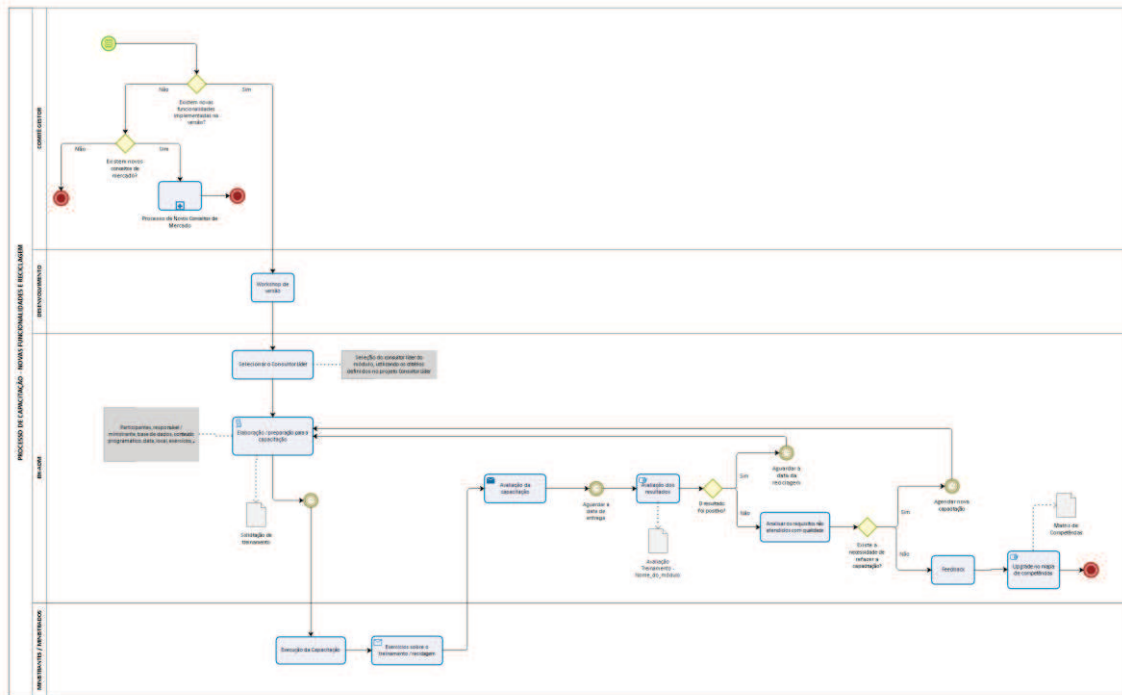 PROCESSO DE CAPACITAÇÃO - NOVAS FUNCIONALIDADES E RECICLAGEM
COMITÊ GESTOR
Não
Sim
Existem novas
funcionalidades
implementadas na
versão?
Não
Sim
Existem novos
conceitos de
mercado?
Processo de Novos Conceitos de
Mercado
DESENVOLVIMENTO
Workshop da
versão
Selecionar o Consultor Líder
Seleção do consultor líder do
módulo, utilizando os critérios
definidos no projeto Consultor Líder
Elaboração / preparação para a
capacitação
Participantes, responsável /
ministrante, base de dados, conteúdo
programático, data, local, exercícios...
Solicitação de
treinamento
Avaliação da
capacitação
Aguardar a
data da
entrega
Avaliação dos
resultados
Avaliação
Treinamento -
Nome_do_módulo
O resultado
foi positivo?
Sim
Não
Aguardar a
data da
reciclagem
Analisar os requisitos não
atendidos com qualidade
Existe a
necessidade de
refazer a
capacitação?
Sim
Não
Agendar nova
capacitação
Feedback
Upgrade no mapa
de competências
Matriz de
Competências
MINISTRANTES / MINISTRADOS
Execução da Capacitação
Exercícios sobre o
treinamento / reciclagem